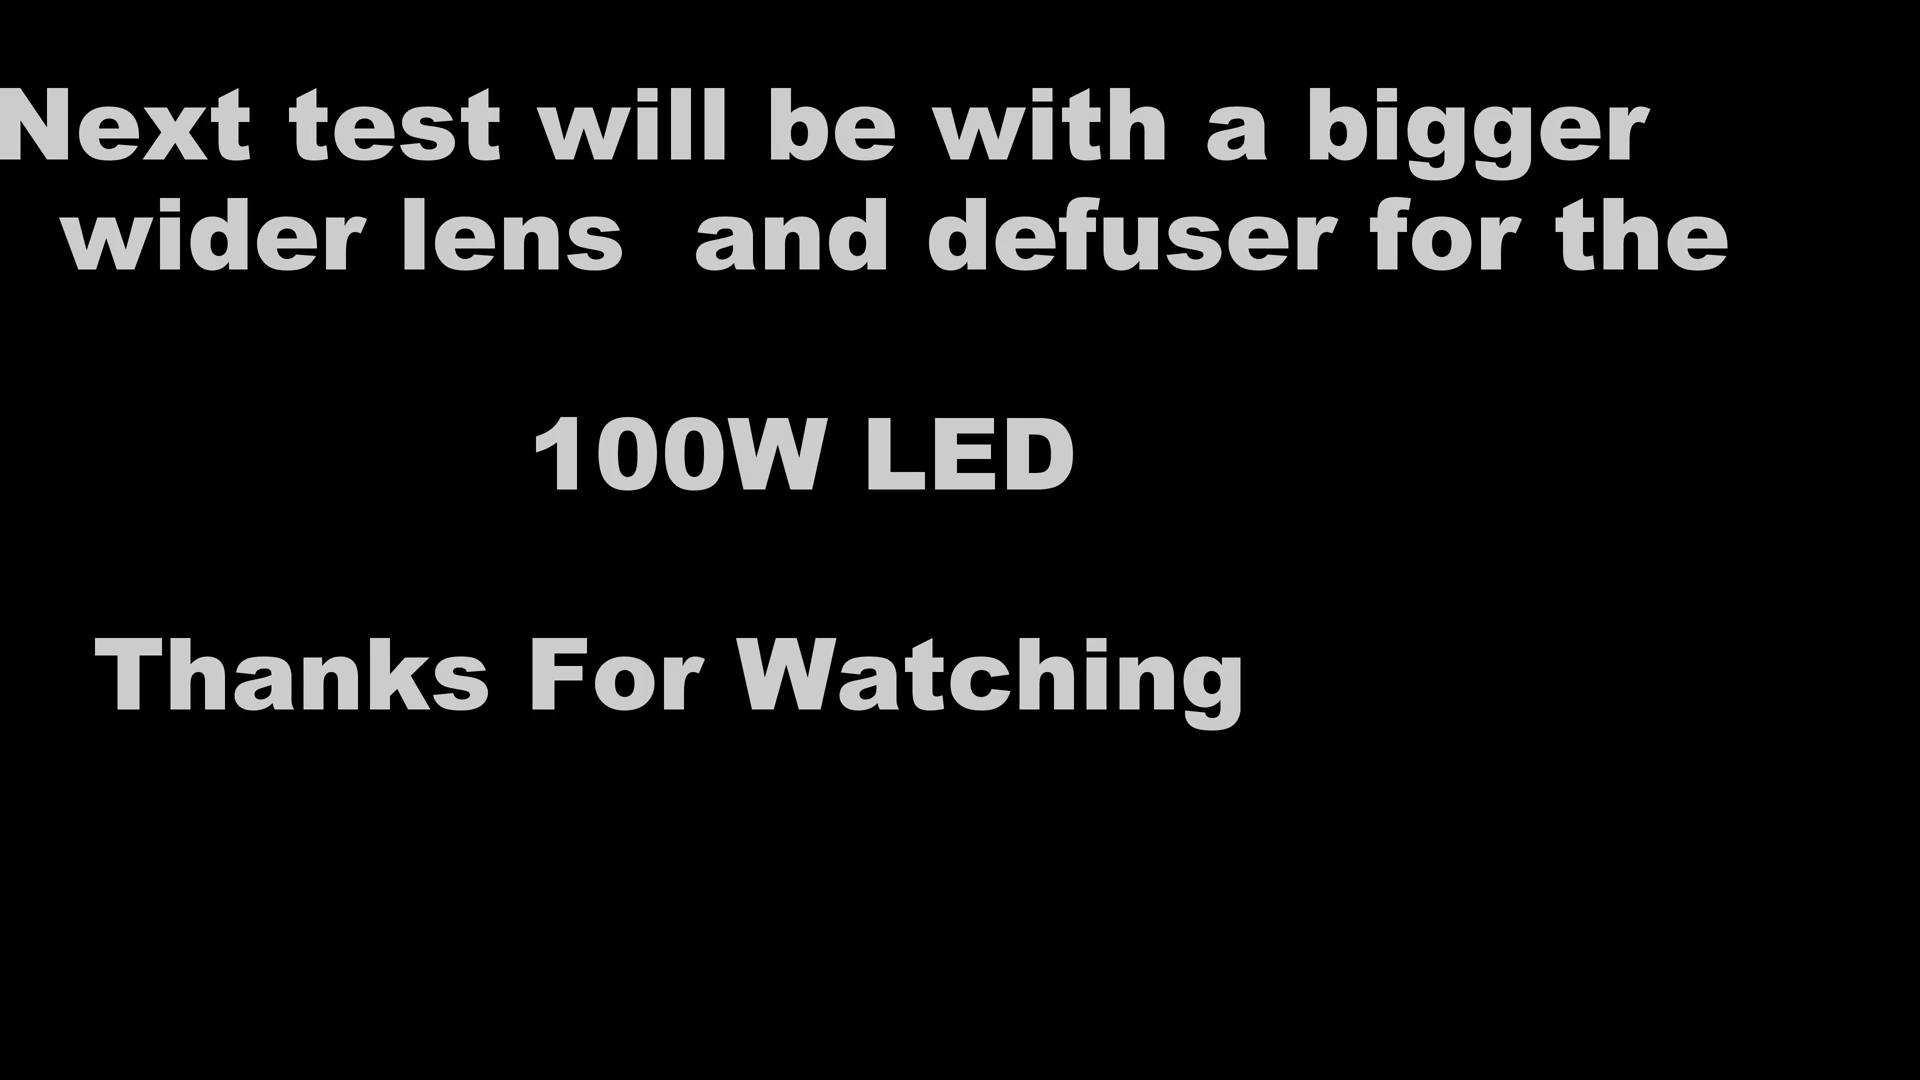 Next test will be with a bigger
wider lens  and defuser for the
100W LED
Thanks For Watching